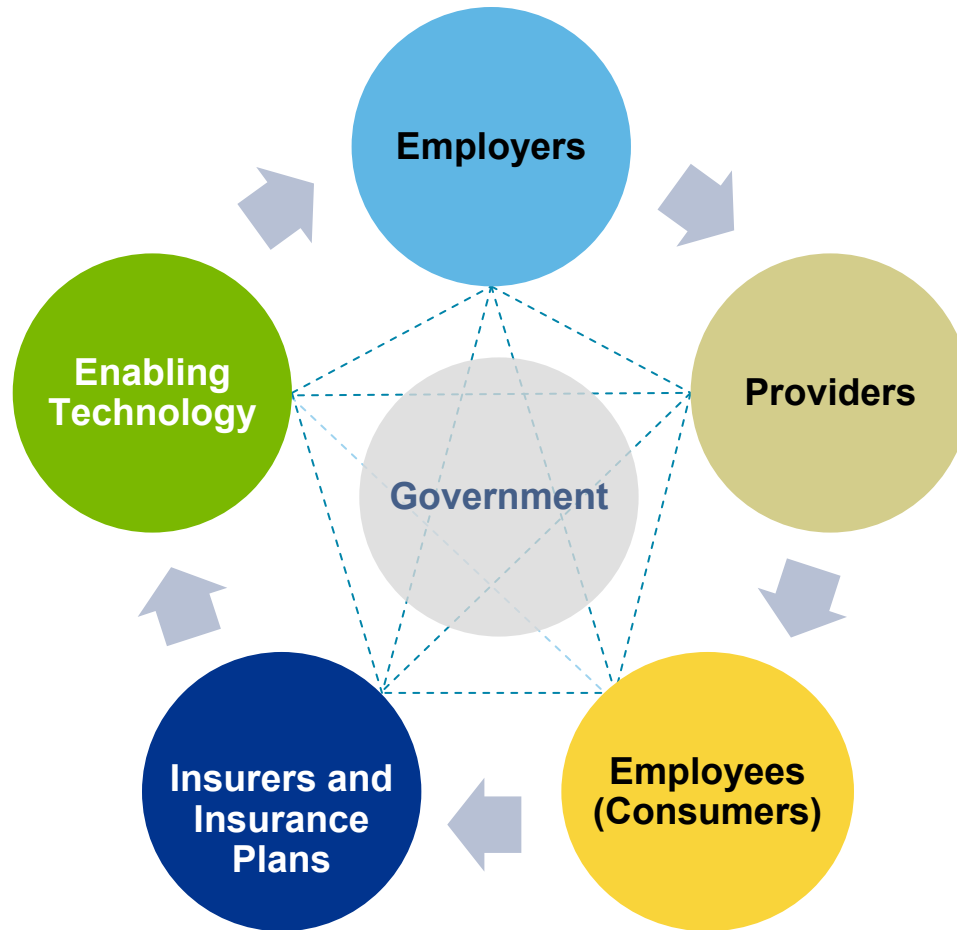 Employers
Enabling
Technology
Providers
Government
Insurers and
Insurance
Plans
Employees
(Consumers)